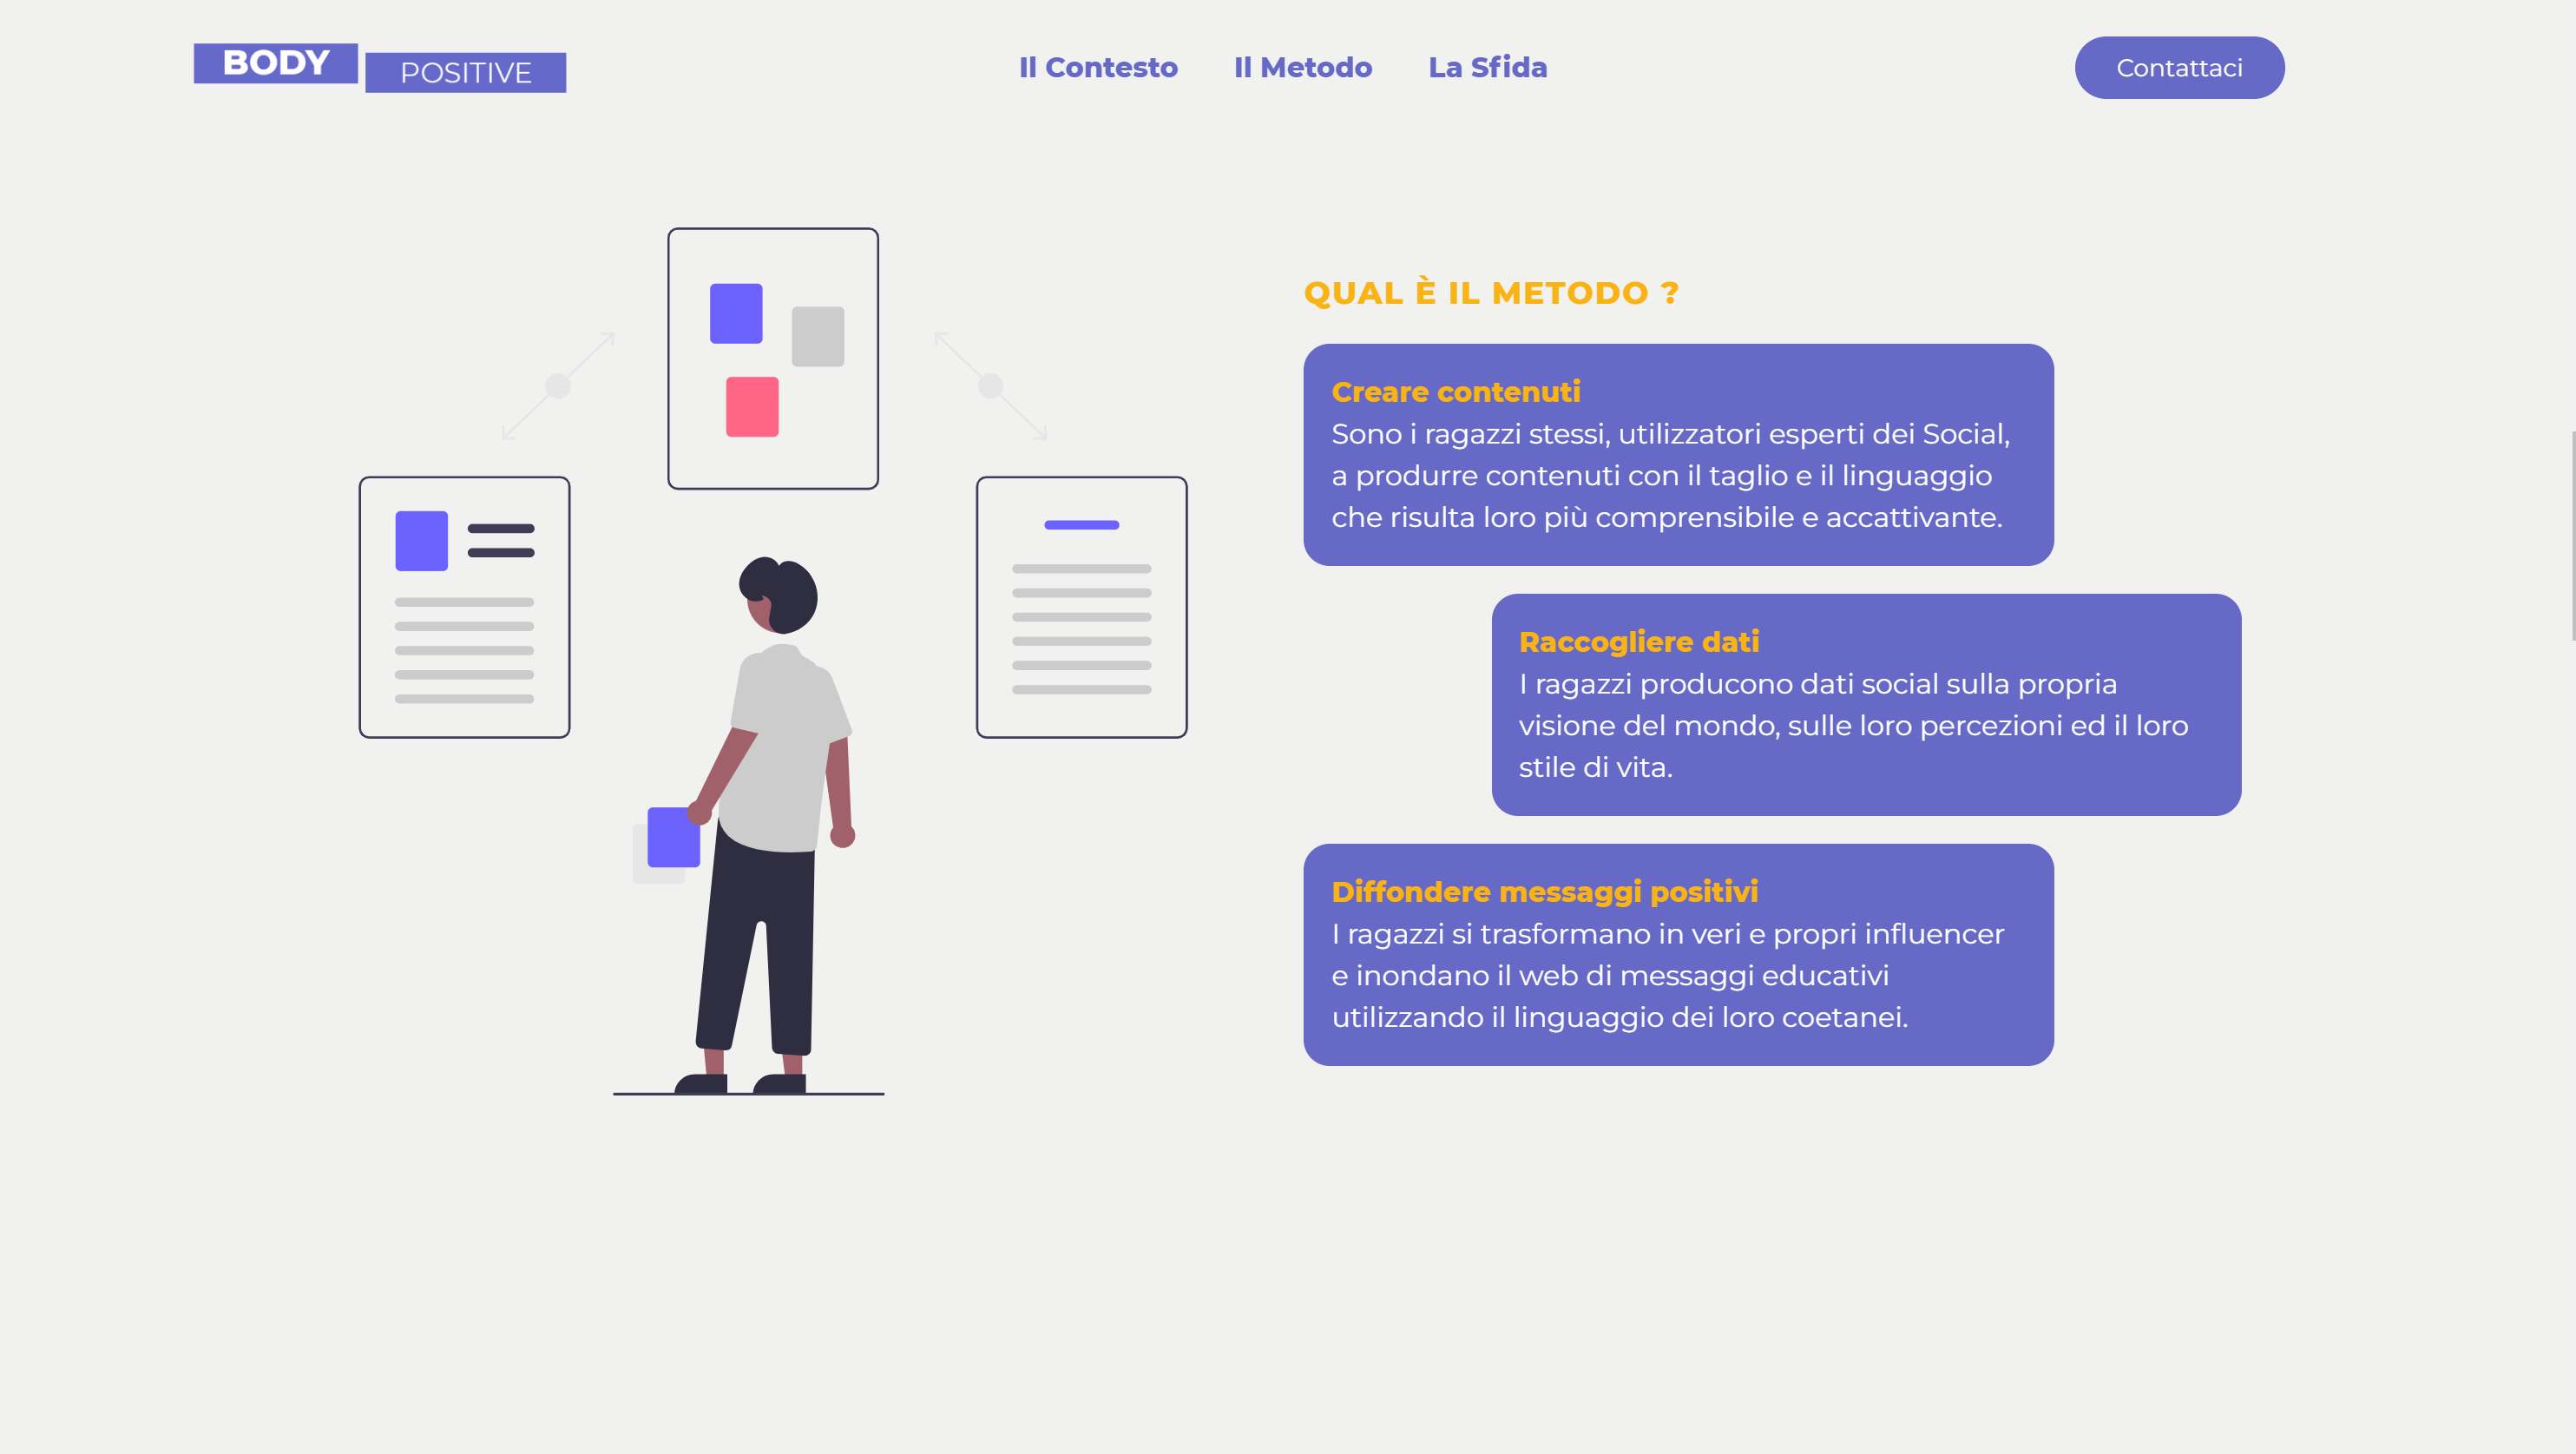 BODY
POSITIVE
Il Contesto
Il Metodo
La Sfida
Contattaci
QUAL È IL METODO ?
Creare contenuti
Sono i ragazzi stessi, utilizzatori esperti dei Social,
a produrre contenuti con il taglio e il linguaggio
che risulta loro più comprensibile e accattivante.
Raccogliere dati
I ragazzi producono dati social sulla propria
visione del mondo, sulle loro percezioni ed il loro
stile di vita.
Diffondere messaggi positivi
I ragazzi si trasformano in veri e propri influencer
e inondano il web di messaggi educativi
utilizzando il linguaggio dei loro coetanei.